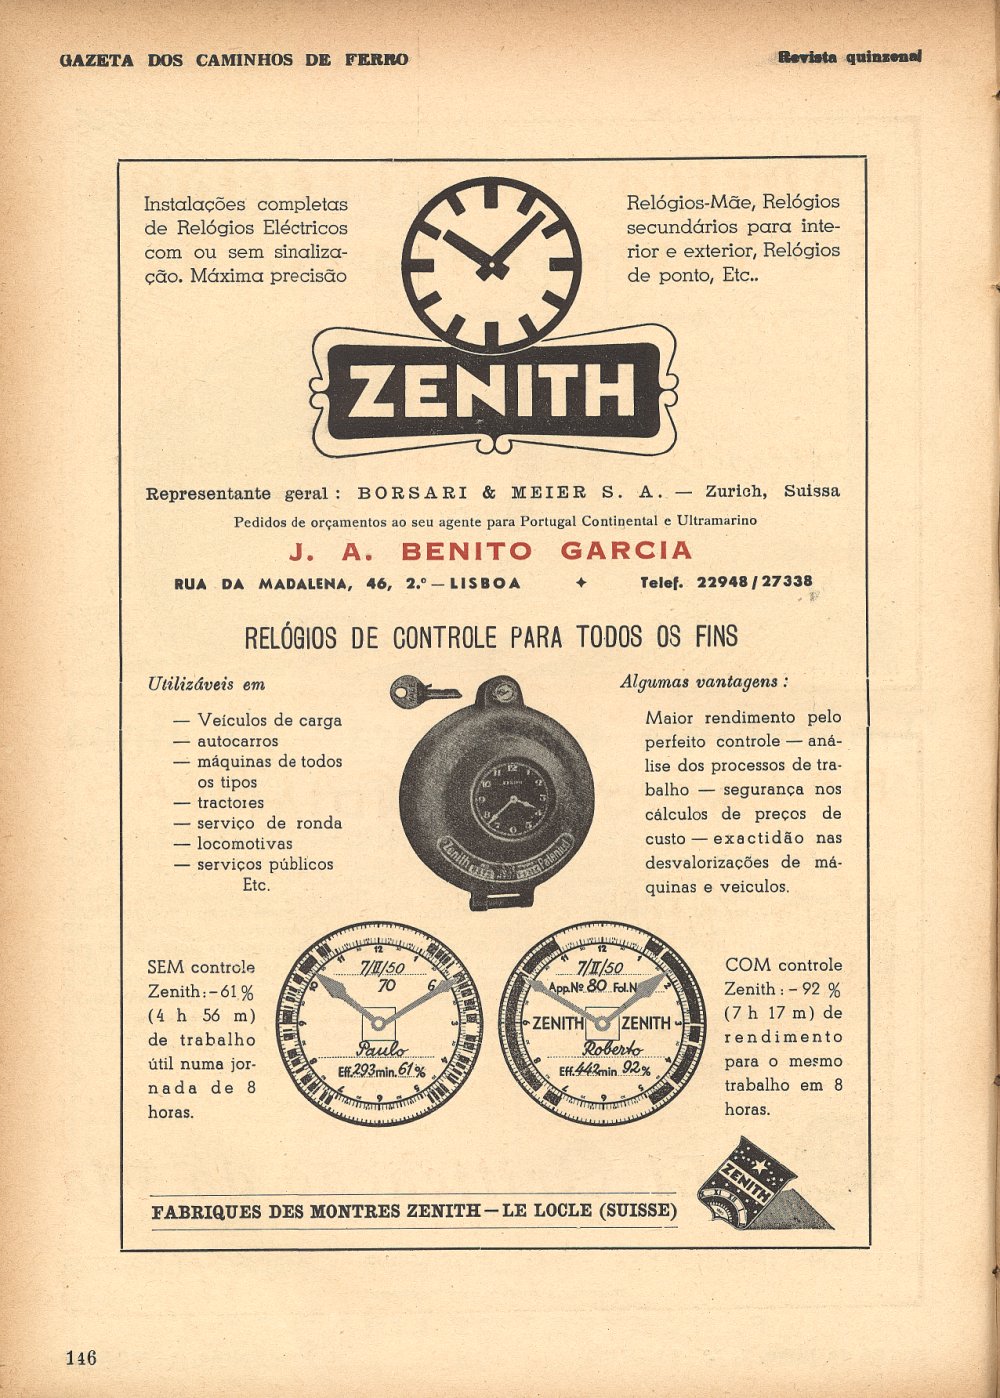 GAZETA DOS CAMINHOS DE FERRO
Revista quinzenal
Instalações completas
de Relógios Eléctricos
com ou sem sinaliza-
ção. Máxima precisão
Relógios-Mãe, Relógios
secundários para inte-
rior e exterior, Relógios
de ponto, Etc..
ZENITH
Representante geral : BORSARI & MEIER S. A. — Zurich, Suissa
Pedidos de orçamentos ao seu agente para Portugal Continental e Ultramarino
J. A. BENITO GARCIA
RUA DA MADALENA, 46, 2.º — LISBOA ✦ Telef. 22948/27338
RELÓGIOS DE CONTROLE PARA TODOS OS FINS
Utilizáveis em
— Veículos de carga
— autocarros
— máquinas de todos
os tipos
— tractores
— serviço de ronda
— locomotivas
— serviços públicos
Etc.
Algumas vantagens :
Maior rendimento pelo
perfeito controle — aná-
lise dos processos de tra-
balho — segurança nos
cálculos de preços de
custo — exactidão nas
desvalorizações de má-
quinas e veiculos.
ZENITH
Zenith
Patented
SEM controle
Zenith:-61 %
(4 h 56 m)
de trabalho
útil numa jor-
nada de 8
horas.
7/II/50
70 6
Paulo
Eff. 293 min. 61 %
7/II/50
App. Nº 80 Fol. N
ZENITH ZENITH
Roberto
Eff. 442 min 92 %
COM controle
Zenith : - 92 %
(7 h 17 m) de
rendimento
para o mesmo
trabalho em 8
horas.
ZENITH
FABRIQUES DES MONTRES ZENITH — LE LOCLE (SUISSE)
146